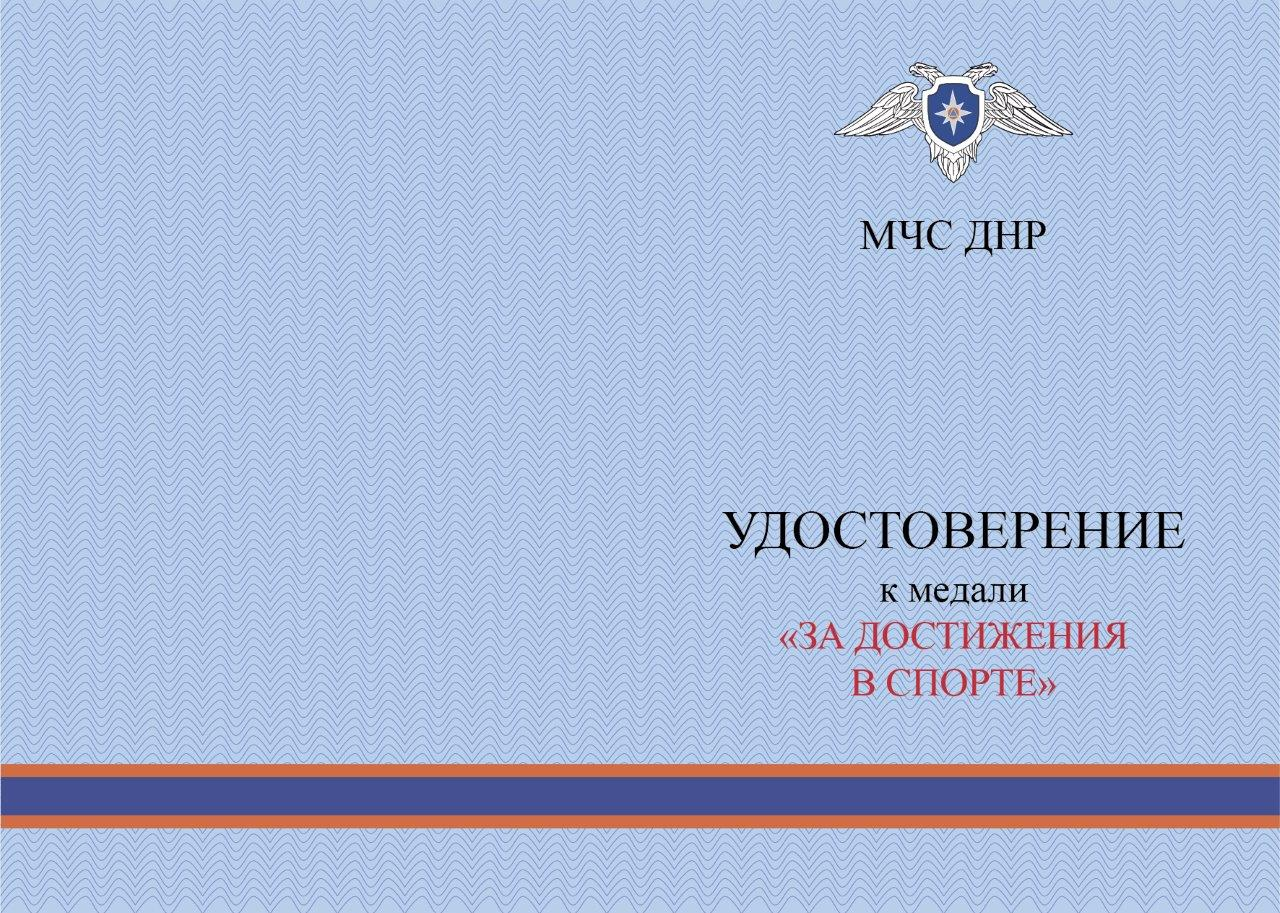 МЧС ДНР
УДОСТОВЕРЕНИЕ
к медали
«ЗА ДОСТИЖЕНИЯ
В СПОРТЕ»